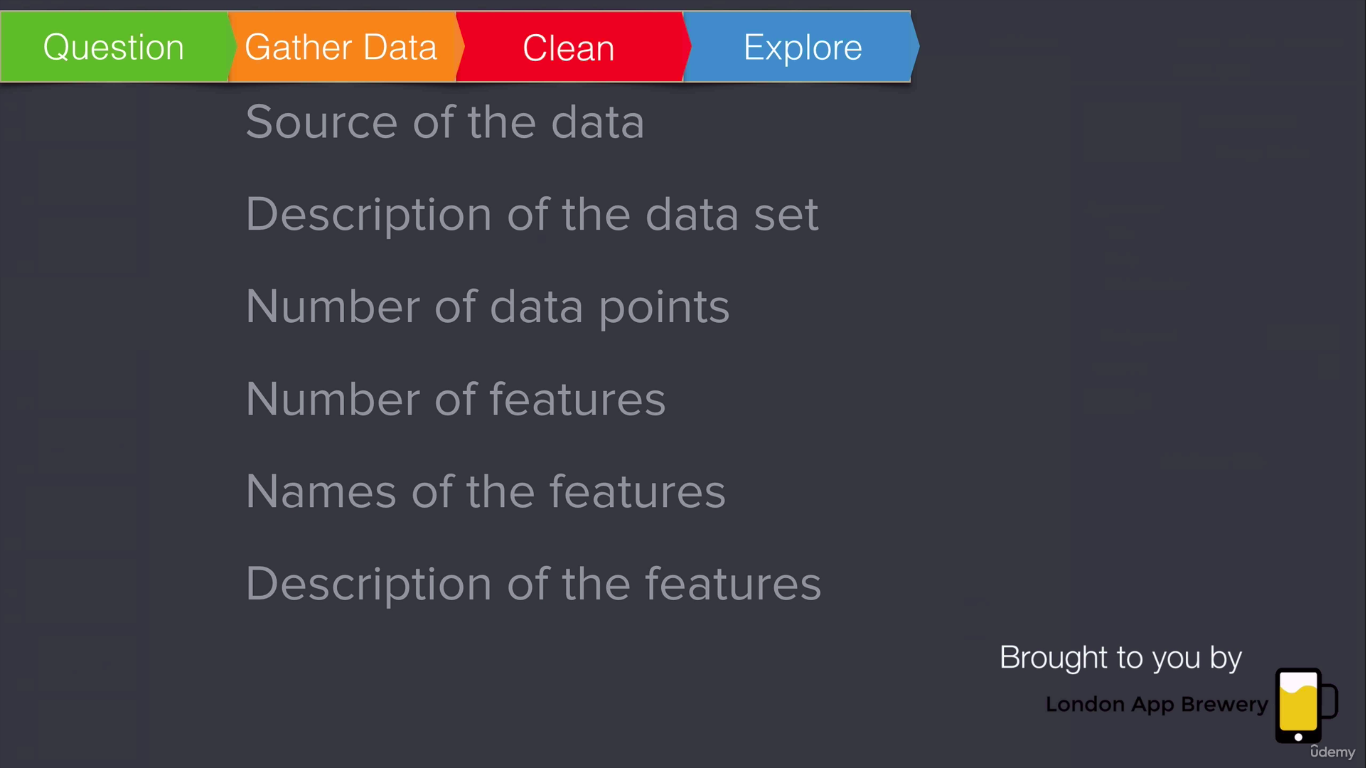 Question
Gather Data
Clean
Explore
Source of the data
Description of the data set
Number of data points
Number of features
Names of the features
Description of the features
Brought to you by
London App Brewery
ûdemy